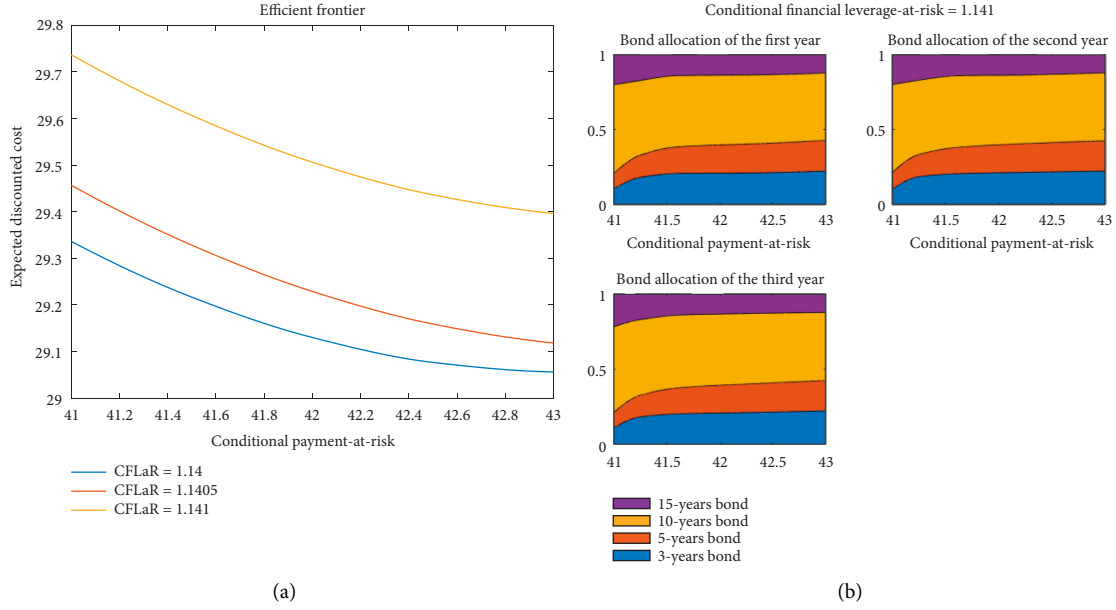 Efficient frontier
29.8
29.7
29.6
29.5
29.4
29.3
29.2
29.1
29
Expected discounted cost
41 41.2 41.4 41.6 41.8 42 42.2 42.4 42.6 42.8 43
Conditional payment-at-risk
CFLaR = 1.14
CFLaR = 1.1405
CFLaR = 1.141
(a)
Conditional financial leverage-at-risk = 1.141
Bond allocation of the first year
1
0.5
0
41 41.5 42 42.5 43
Conditional payment-at-risk
Bond allocation of the second year
1
0.5
0
41 41.5 42 42.5 43
Conditional payment-at-risk
Bond allocation of the third year
1
0.5
0
41 41.5 42 42.5 43
Conditional payment-at-risk
15-years bond
10-years bond
5-years bond
3-years bond
(b)